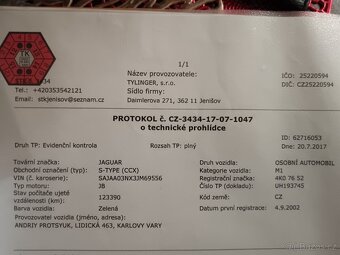 1/1
TK
STK
34
Tel.: +420353542121
Email: stkjenisov@seznam.cz
Název provozovatele:
TYLINGER, s.r.o.
Sídlo firmy:
Daimlerova 271, 362 11 Jenišov
IČO: 25220594
DIČ: CZ25220594
PROTOKOL č. CZ-3434-17-07-1047
o technické prohlídce
ID: 62716053
Druh TP: Evidenční kontrola Rozsah TP: plný Dne: 20.7.2017
Tovární značka: JAGUAR Druh vozidla: OSOBNÍ AUTOMOBIL
Obchodní označení (typ): S-TYPE (CCX) Kategorie vozidla: M1
VIN (č. karoserie): SAJAA03NX3JM69556 Registrační značka: 4K0 76 52
Typ motoru: JB Číslo TP (dokladu): UH193745
Stav počítače ujeté
vzdálenosti (km): 123390 Kód země: CZ
Barva vozidla: Zelená Datum první registrace: 4.9.2002
Provozovatel vozidla (jméno, adresa):
ANDRIY PROTSYUK, LIDICKÁ 463, KARLOVY VARY